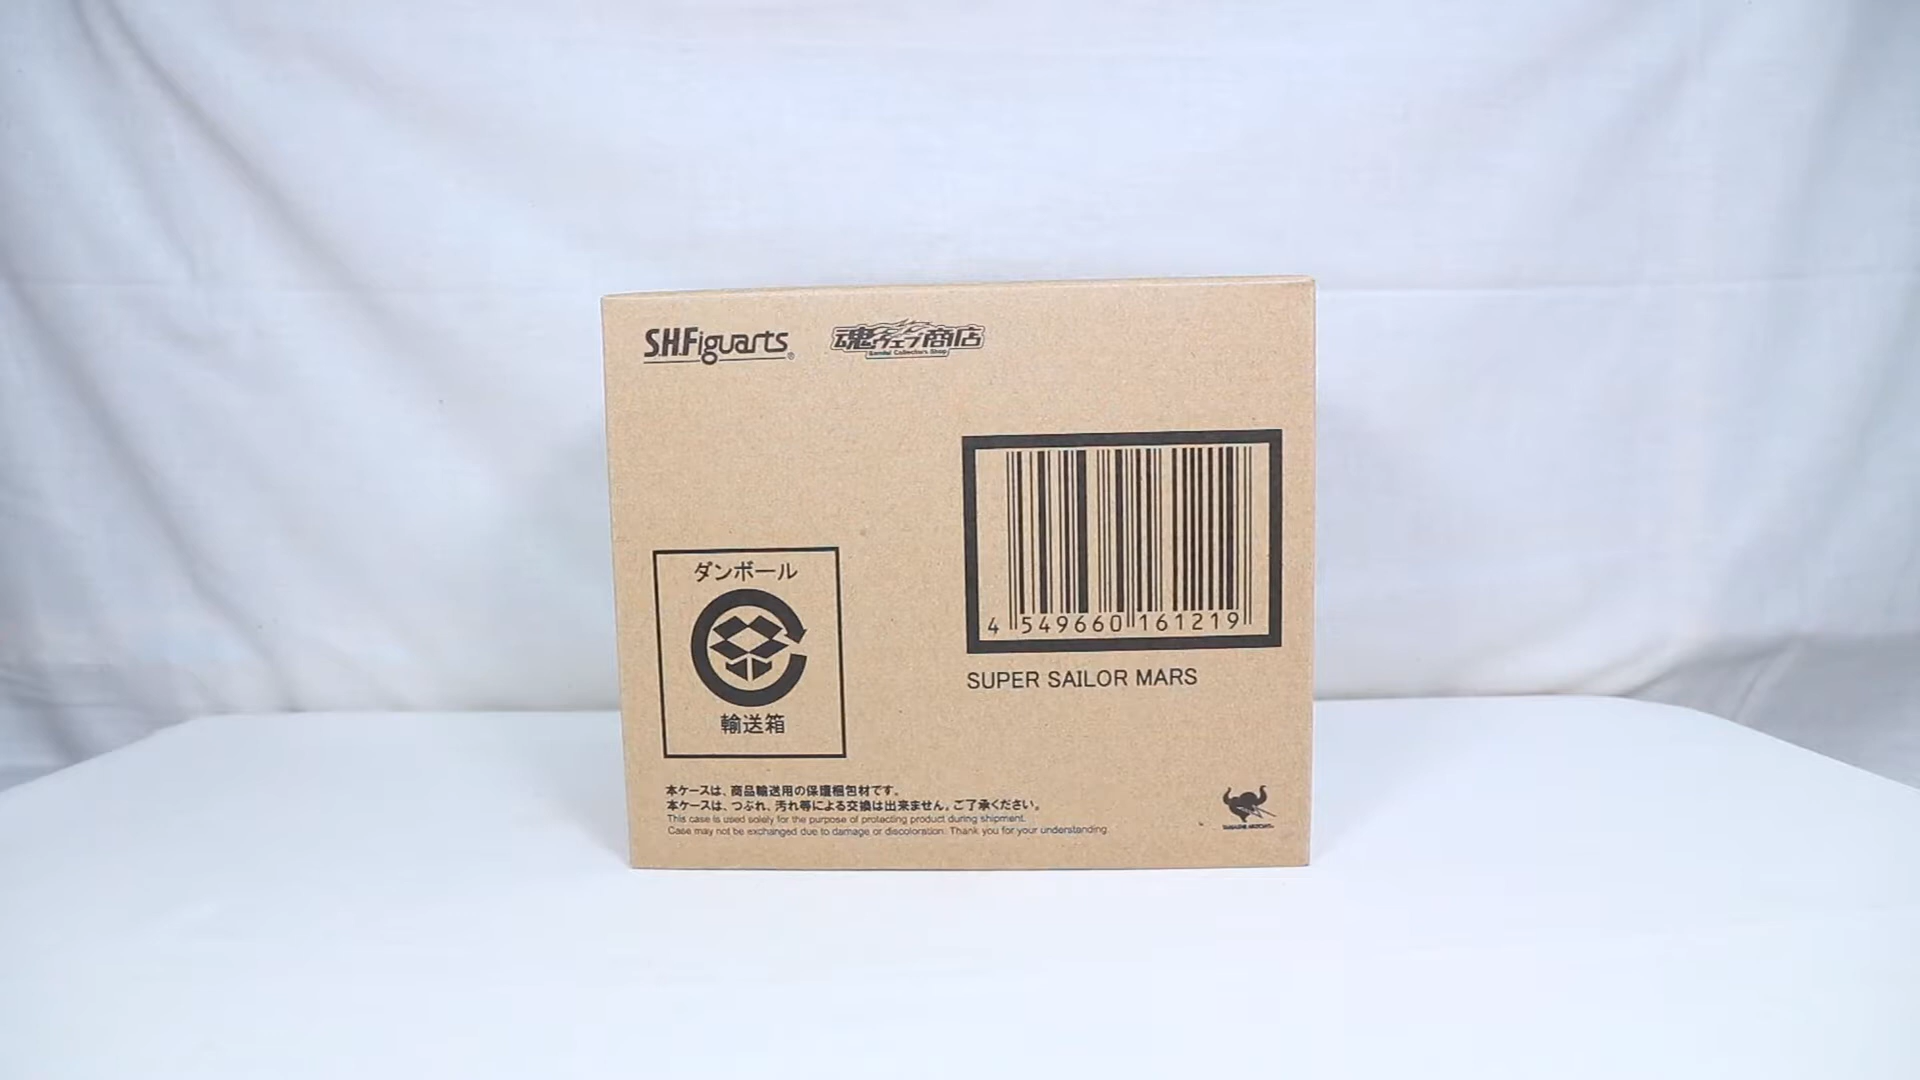 S.H.Figuarts®
魂ウェブ商店
Bandai Collector's Shop
4 549660 161219
SUPER SAILOR MARS
ダンボール
輸送箱
本ケースは、商品輸送用の保護梱包材です。
本ケースは、つぶれ、汚れ等による交換は出来ません。ご了承ください。
This case is used solely for the purpose of protecting product during shipment.
Case may not be exchanged due to damage or discoloration. Thank you for your understanding.